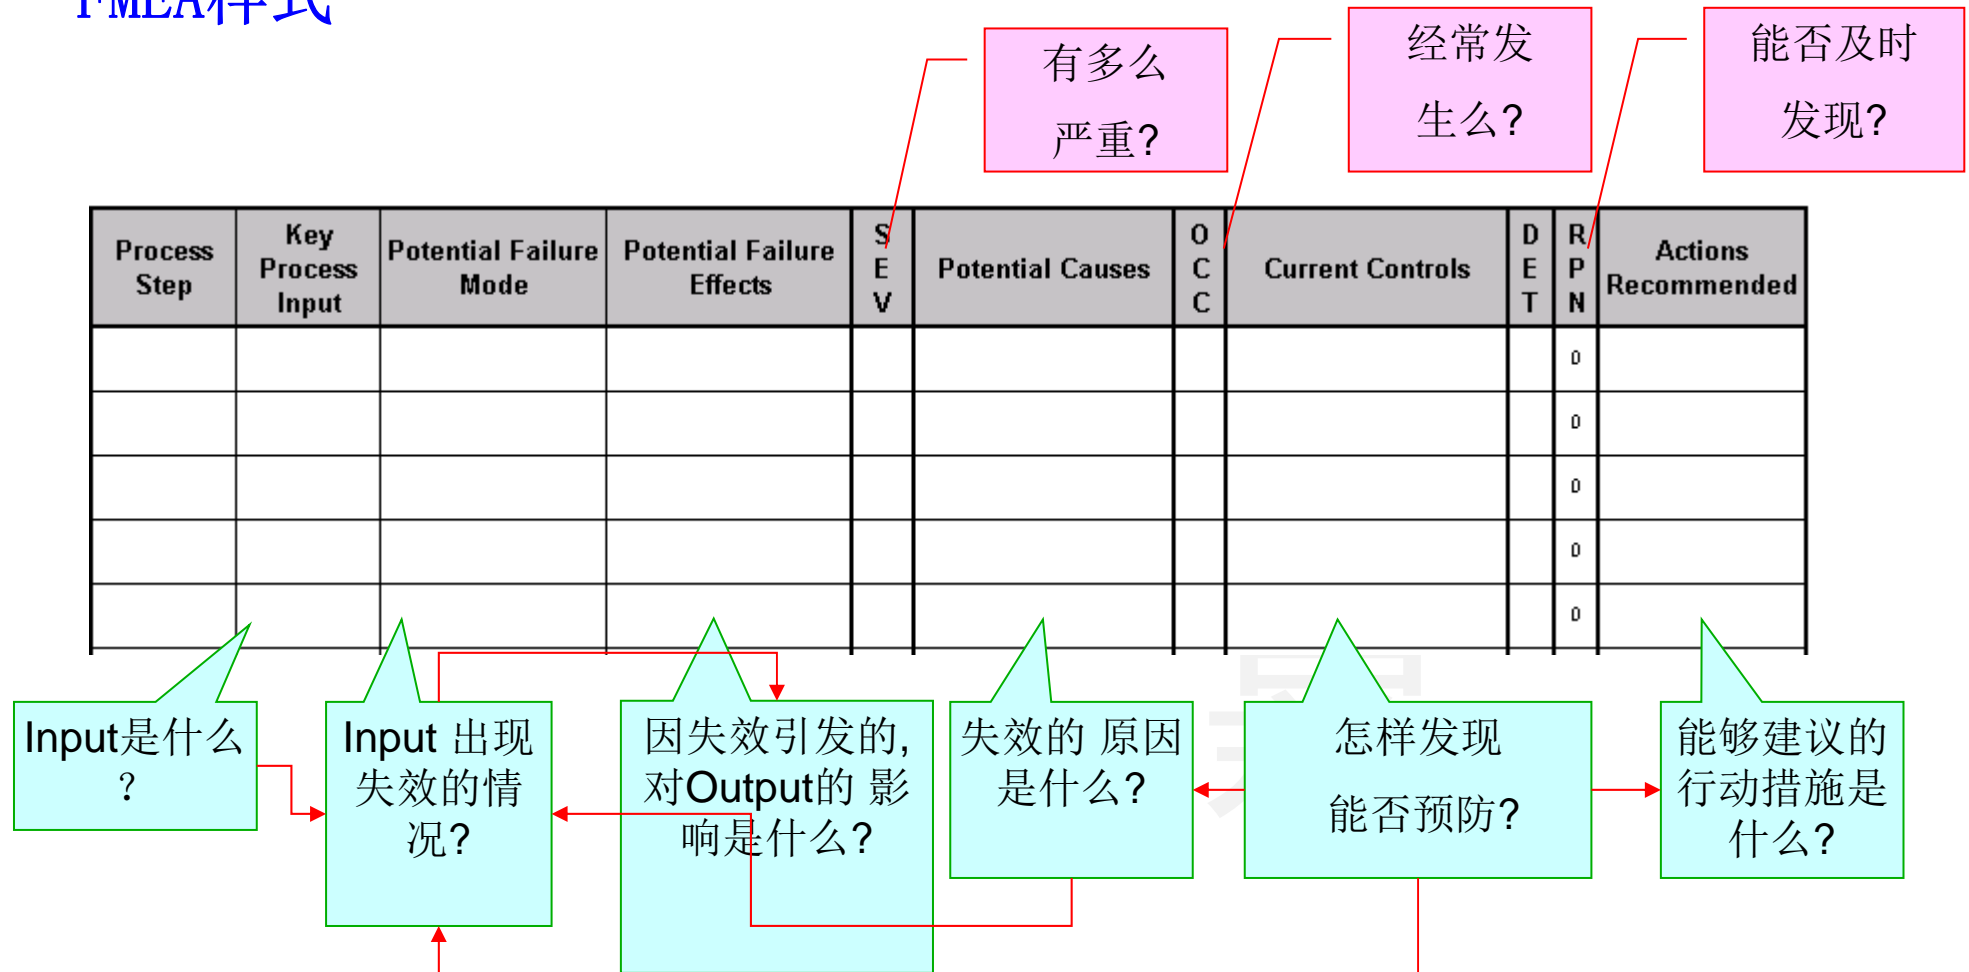 FMEA样式
有多么
严重?
经常发
生么?
能否及时
发现?
Process
Step
Key
Process
Input
Potential Failure
Mode
Potential Failure
Effects
S
E
V
Potential Causes
O
C
C
Current Controls
D
E
T
R
P
N
Actions
Recommended
0
0
0
0
0
Input是什么
？
Input 出现
失效的情
况?
因失效引发的,
对Output的 影
响是什么?
失效的 原因
是什么?
怎样发现
能否预防?
能够建议的
行动措施是
什么?